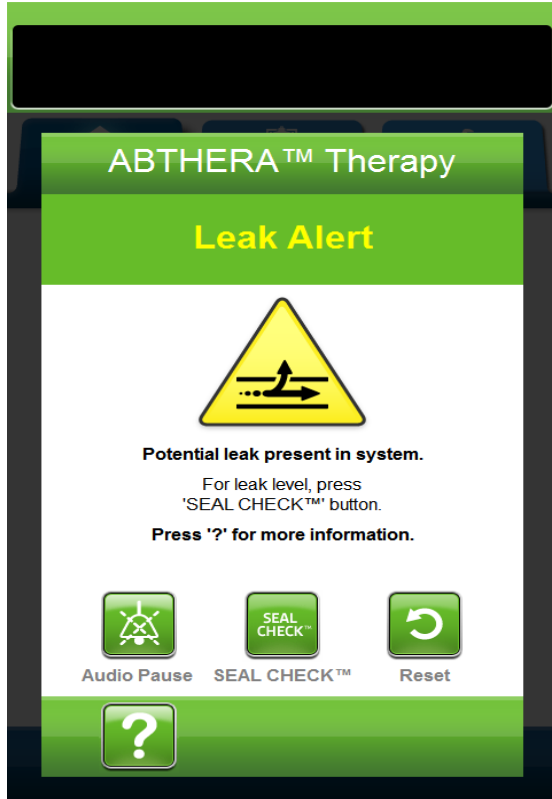 ABTHERA™ Therapy
Leak Alert
Potential leak present in system.
For leak level, press
'SEAL CHECK™' button.
Press '?' for more information.
SEAL
CHECK™
Audio Pause SEAL CHECK™ Reset
?